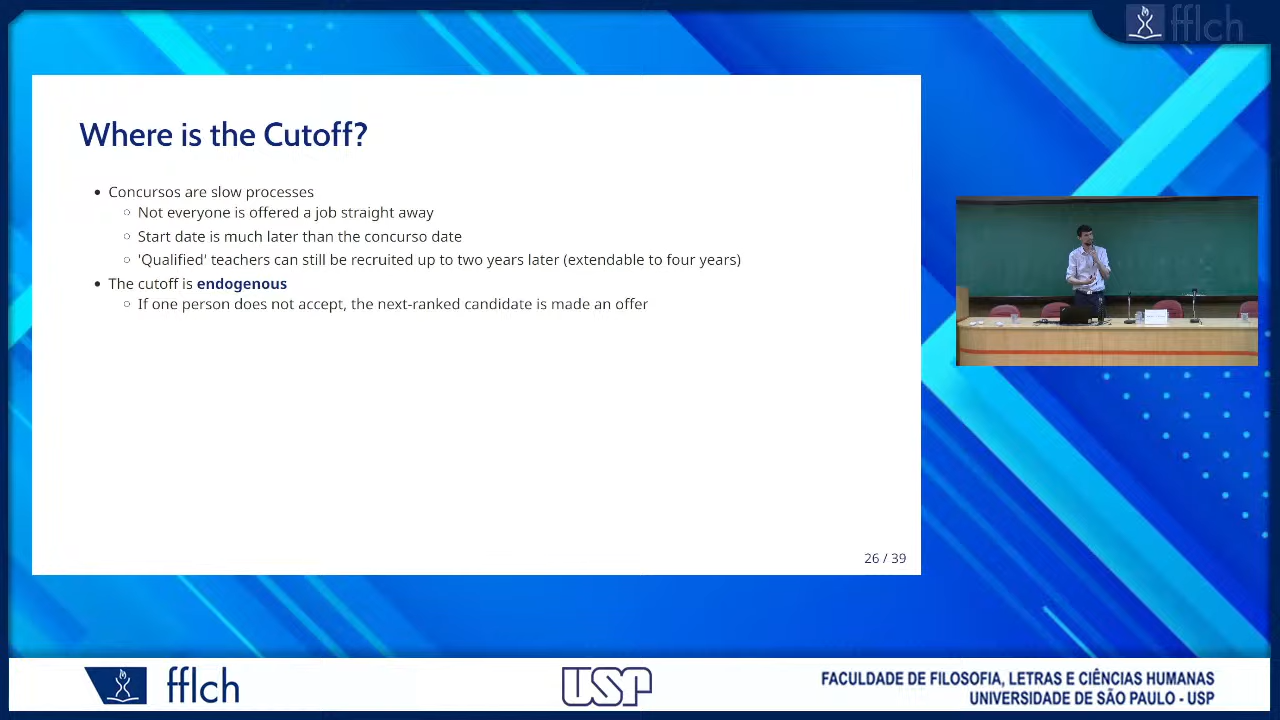 fflch
Where is the Cutoff?
• Concursos are slow processes
○ Not everyone is offered a job straight away
○ Start date is much later than the concurso date
○ 'Qualified' teachers can still be recruited up to two years later (extendable to four years)
• The cutoff is endogenous
○ If one person does not accept, the next-ranked candidate is made an offer
26 / 39
fflch
USP
FACULDADE DE FILOSOFIA, LETRAS E CIÊNCIAS HUMANAS
UNIVERSIDADE DE SÃO PAULO - USP